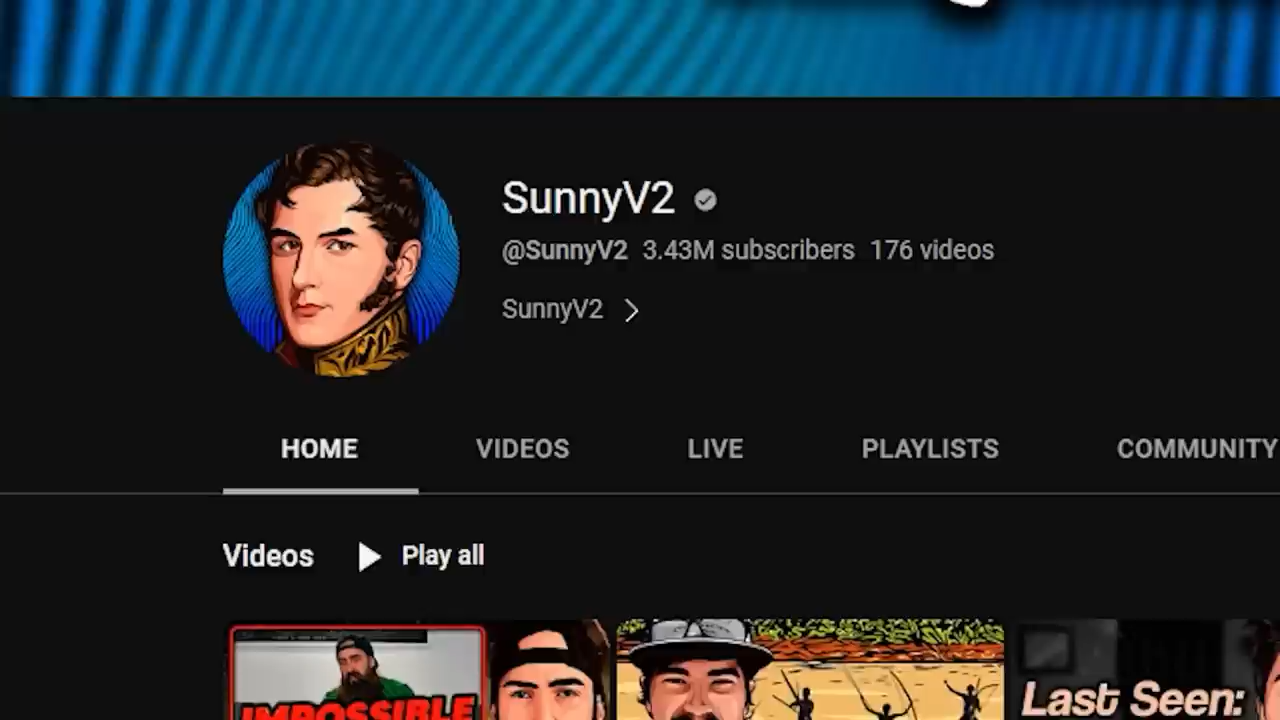 SunnyV2
@SunnyV2 3.43M subscribers 176 videos
SunnyV2
HOME VIDEOS LIVE PLAYLISTS COMMUNITY
Videos Play all
IMPOSSIBLE
Last Seen: